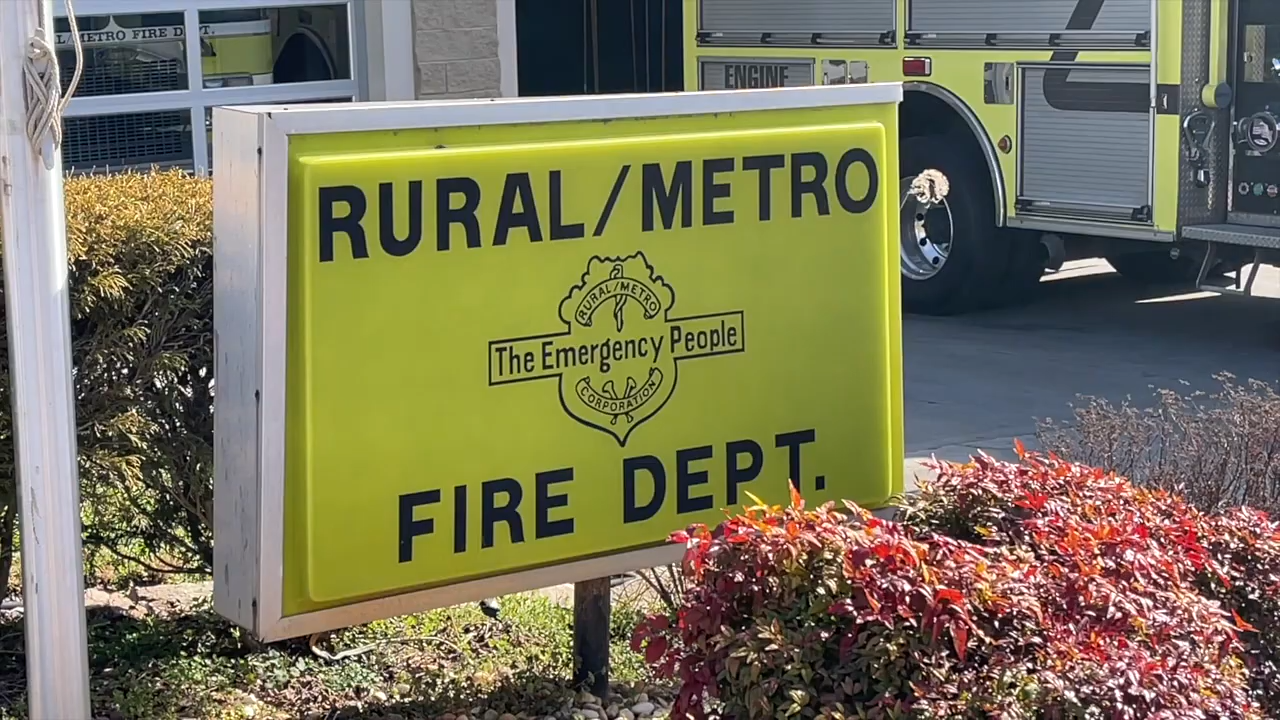 L METRO FIRE DEPT.
ENGINE
RURAL/METRO
RURAL/METRO
The Emergency People
CORPORATION
FIRE DEPT.